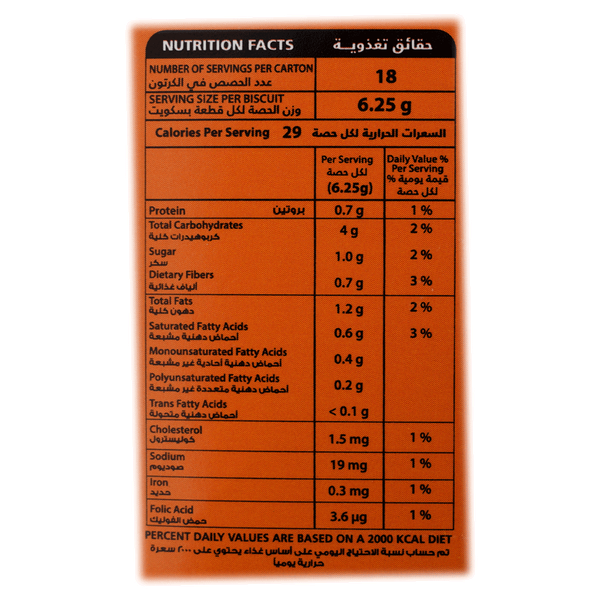 NUTRITION FACTS حقائق تغذويـة
NUMBER OF SERVINGS PER CARTON 18
عدد الحصص في الكرتون
SERVING SIZE PER BISCUIT 6.25 g
وزن الحصة لكل قطعة بسكويت
Calories Per Serving 29 السعرات الحرارية لكل حصة
Per Serving Daily Value %
لكل حصة Per Serving
(6.25g) قيمة يومية %
لكل حصة
Protein بروتين 0.7 g 1 %
Total Carbohydrates 4 g 2 %
كربوهيدرات كلية
Sugar 1.0 g 2 %
سكر
Dietary Fibers 0.7 g 3 %
ألياف غذائية
Total Fats 1.2 g 2 %
دهون كلية
Saturated Fatty Acids 0.6 g 3 %
أحماض دهنية مشبعة
Monounsaturated Fatty Acids 0.4 g
أحماض دهنية أحادية غير مشبعة
Polyunsaturated Fatty Acids 0.2 g
أحماض دهنية متعددة غير مشبعة
Trans Fatty Acids < 0.1 g
أحماض دهنية متحولة
Cholesterol 1.5 mg 1 %
كوليسترول
Sodium 19 mg 1 %
صوديوم
Iron 0.3 mg 1 %
حديد
Folic Acid 3.6 µg 1 %
حمض الفوليك
PERCENT DAILY VALUES ARE BASED ON A 2000 KCAL DIET
تم حساب نسبة الاحتياج اليومي على أساس غذاء يحتوي على ٢٠٠٠ سعرة
حرارية يومياً